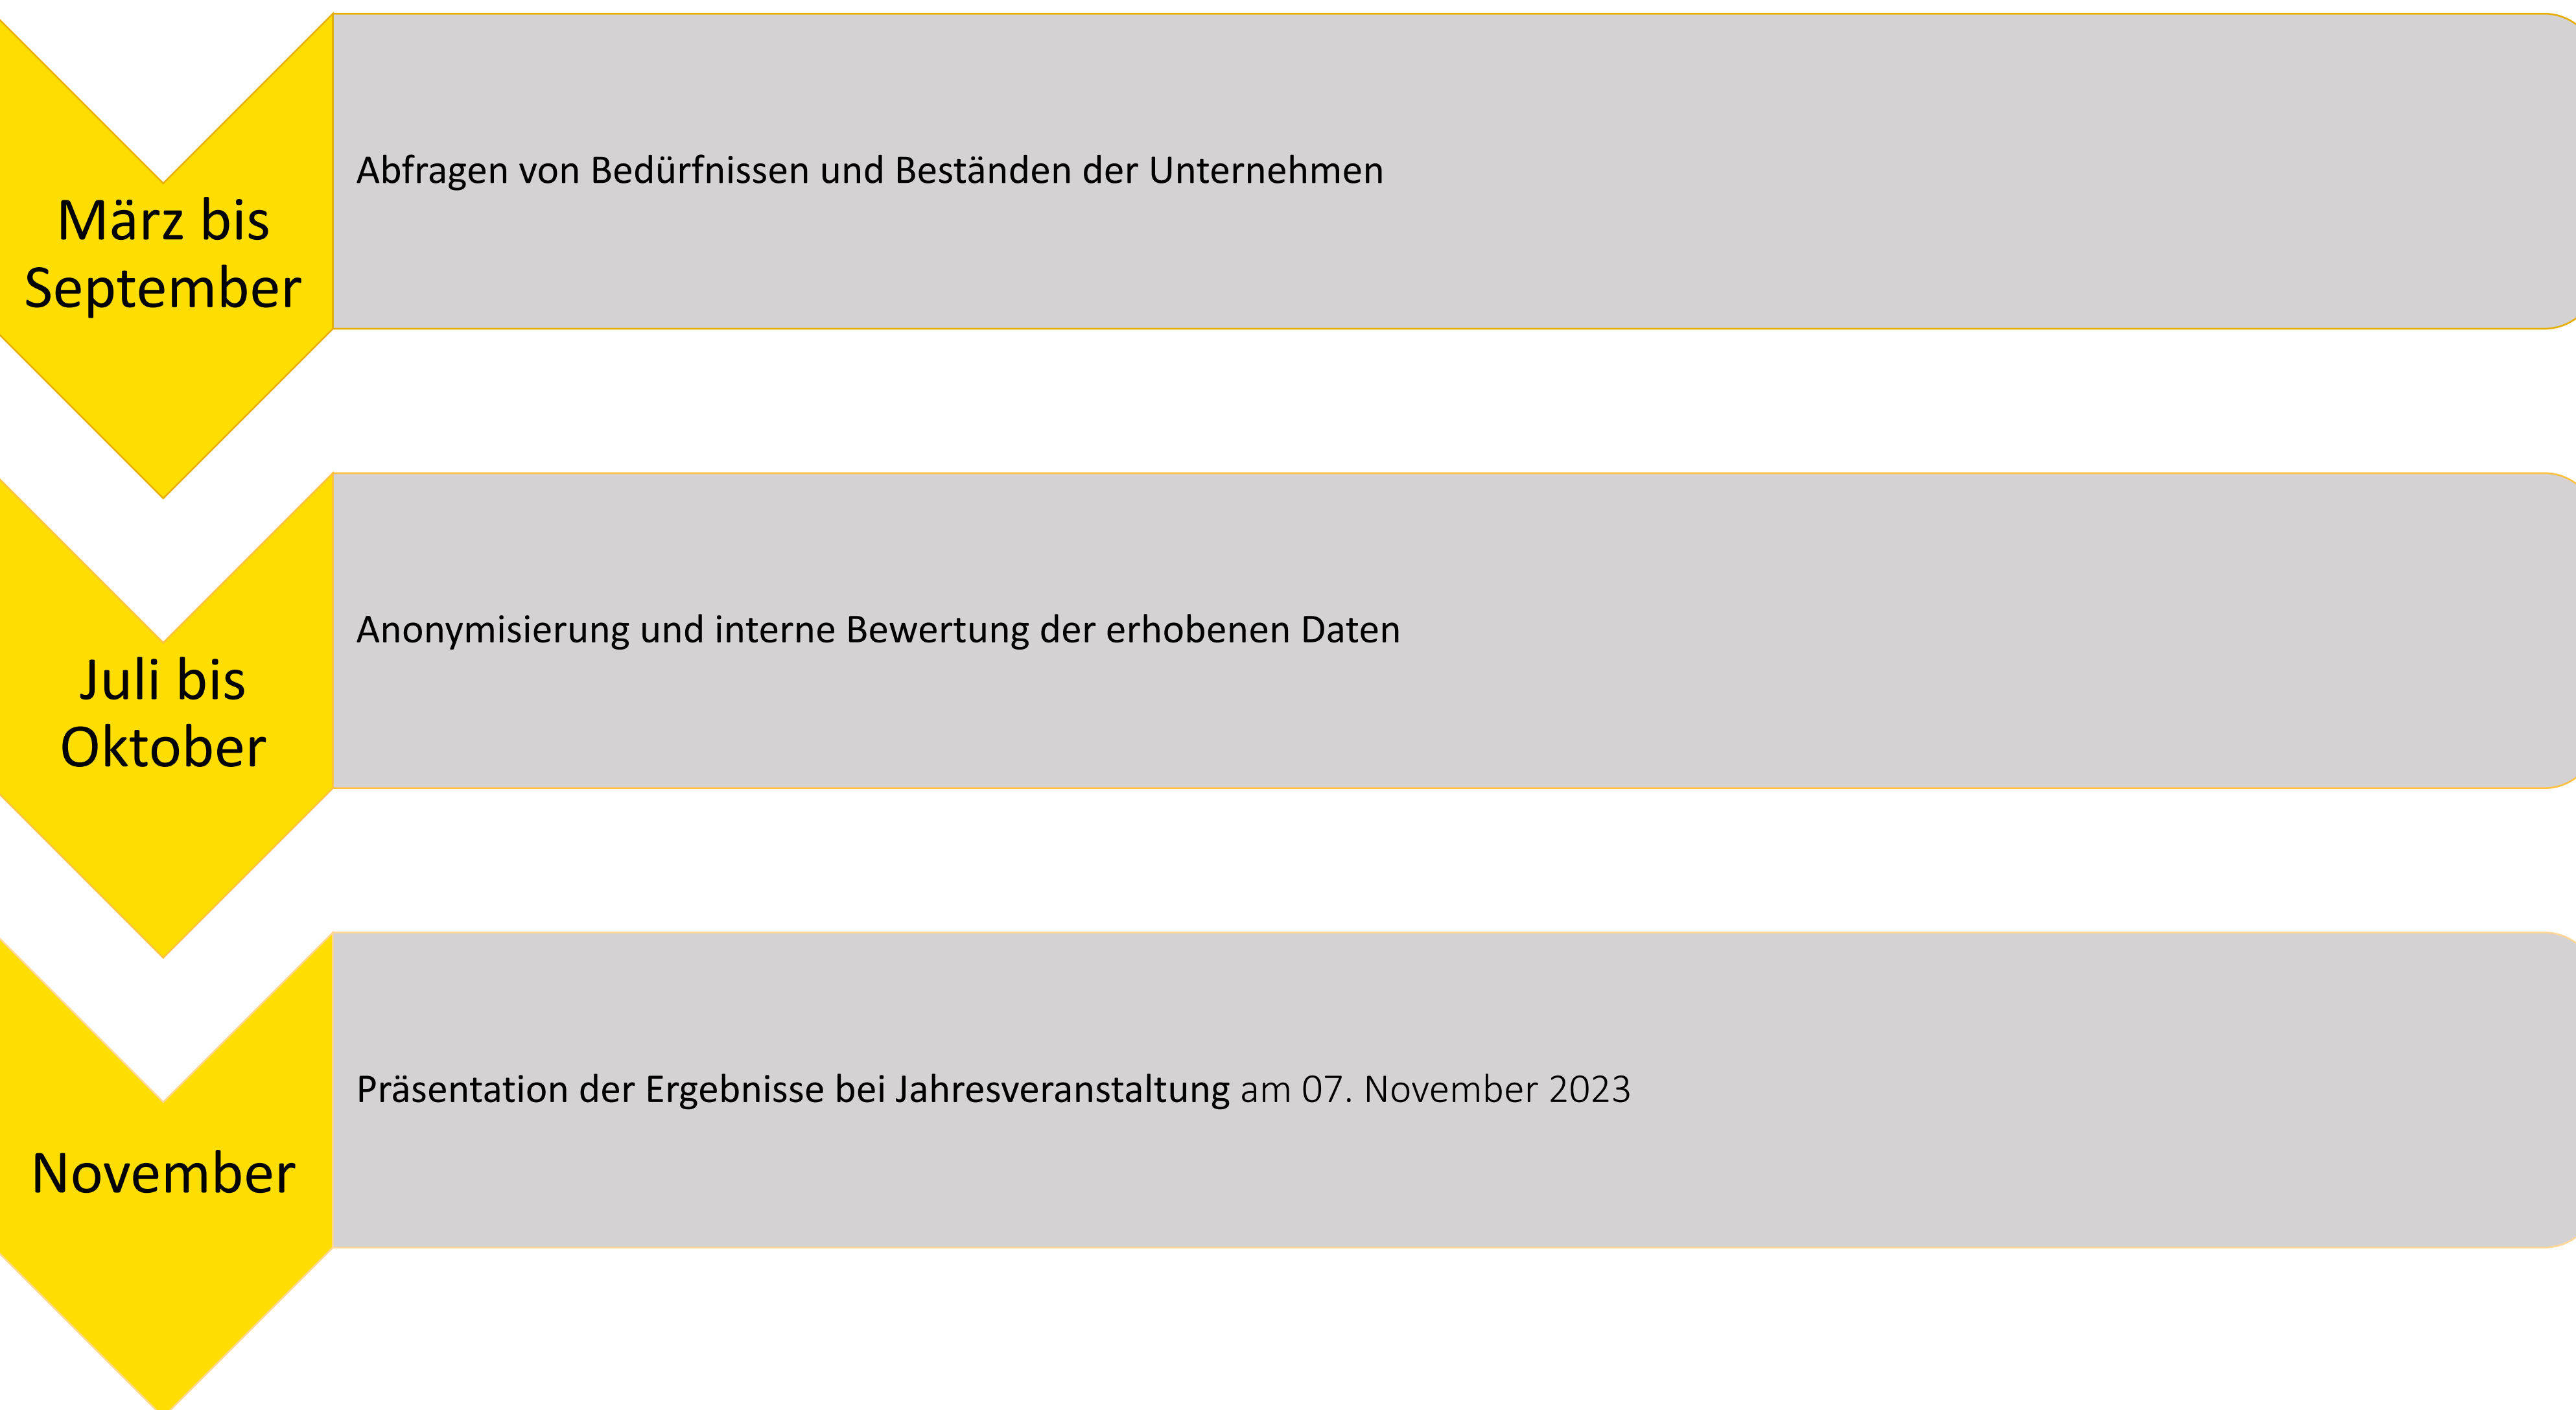 März bis
September
Abfragen von Bedürfnissen und Beständen der Unternehmen
Juli bis
Oktober
Anonymisierung und interne Bewertung der erhobenen Daten
November
Präsentation der Ergebnisse bei Jahresveranstaltung am 07. November 2023